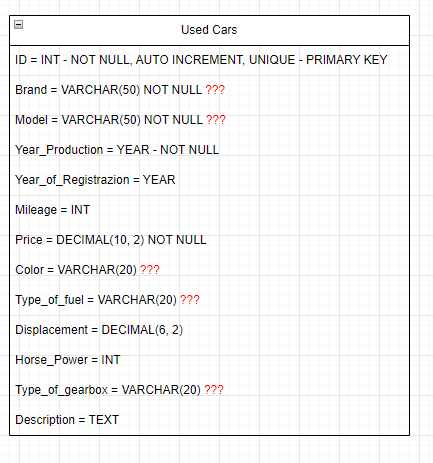 Used Cars
ID = INT - NOT NULL, AUTO INCREMENT, UNIQUE - PRIMARY KEY
Brand = VARCHAR(50) NOT NULL ???
Model = VARCHAR(50) NOT NULL ???
Year_Production = YEAR - NOT NULL
Year_of_Registrazion = YEAR
Mileage = INT
Price = DECIMAL(10, 2) NOT NULL
Color = VARCHAR(20) ???
Type_of_fuel = VARCHAR(20) ???
Displacement = DECIMAL(6, 2)
Horse_Power = INT
Type_of_gearbox = VARCHAR(20) ???
Description = TEXT